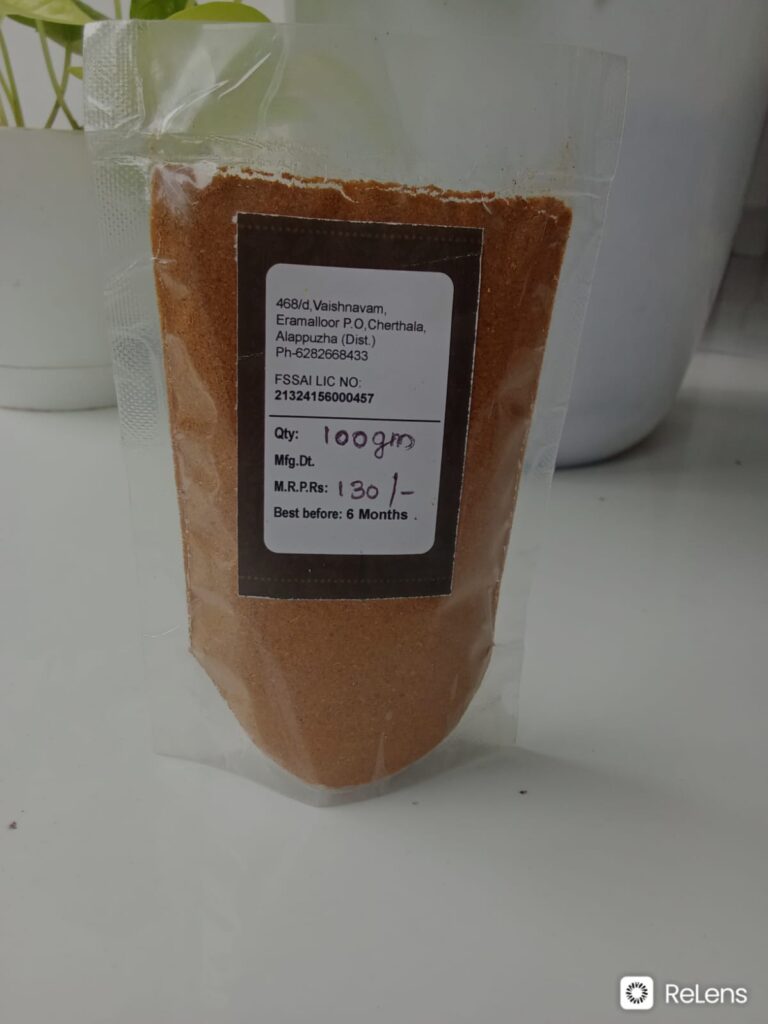 468/d,Vaishnavam,
Eramalloor P.O,Cherthala,
Alappuzha (Dist.)
Ph-6282668433
FSSAI LIC NO:
21324156000457
Qty: 100gm
Mfg.Dt.
M.R.P.Rs: 130/-
Best before: 6 Months .
ReLens